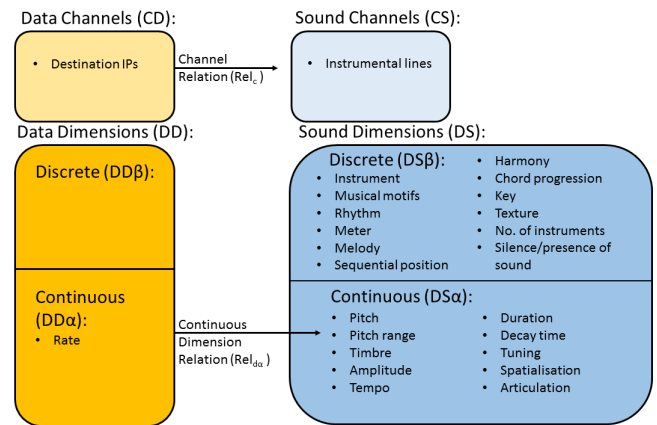 Data Channels (CD):
Sound Channels (CS):
• Destination IPs
Channel
Relation (Relc)
• Instrumental lines
Data Dimensions (DD):
Sound Dimensions (DS):
Discrete (DDβ):
Discrete (DSβ):
• Instrument
• Musical motifs
• Rhythm
• Meter
• Melody
• Sequential position
• Harmony
• Chord progression
• Key
• Texture
• No. of instruments
• Silence/presence of
sound
Continuous
(DDα):
• Rate
Continuous
Dimension
Relation (Reldα)
Continuous (DSα):
• Pitch
• Pitch range
• Timbre
• Amplitude
• Tempo
• Duration
• Decay time
• Tuning
• Spatialisation
• Articulation